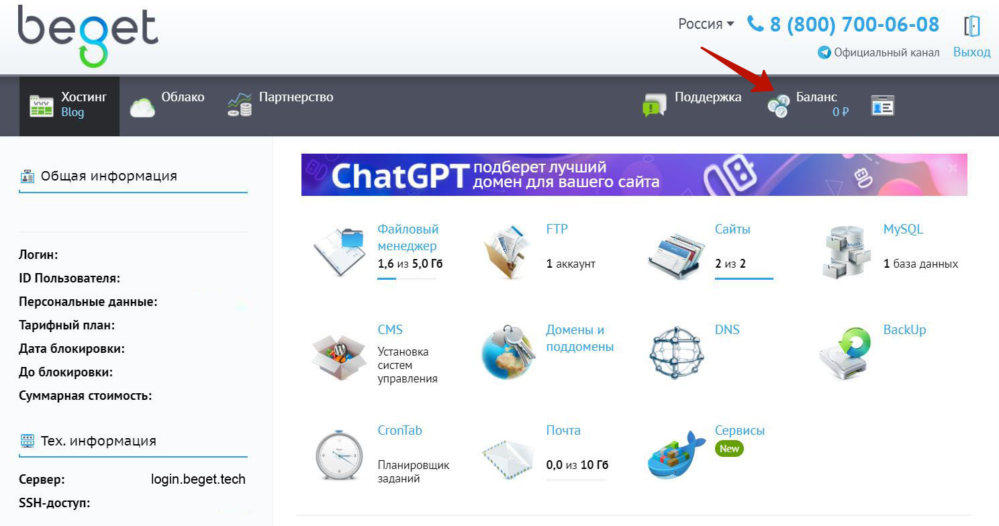 beget
Россия
8 (800) 700-06-08
Официальный канал
Выход
Хостинг
Blog
Облако
Партнерство
Поддержка
Баланс
0 ₽
Общая информация
Логин:
ID Пользователя:
Персональные данные:
Тарифный план:
Дата блокировки:
До блокировки:
Суммарная стоимость:
Тех. информация
Сервер: login.beget.tech
SSH-доступ:
ChatGPT подберет лучший
домен для вашего сайта
Файловый
менеджер
1,6 из 5,0 Гб
FTP
1 аккаунт
Сайты
2 из 2
MySQL
1 база данных
CMS
Установка
систем
управления
Домены и
поддомены
DNS
BackUp
CronTab
Планировщик
заданий
Почта
0,0 из 10 Гб
Сервисы
New